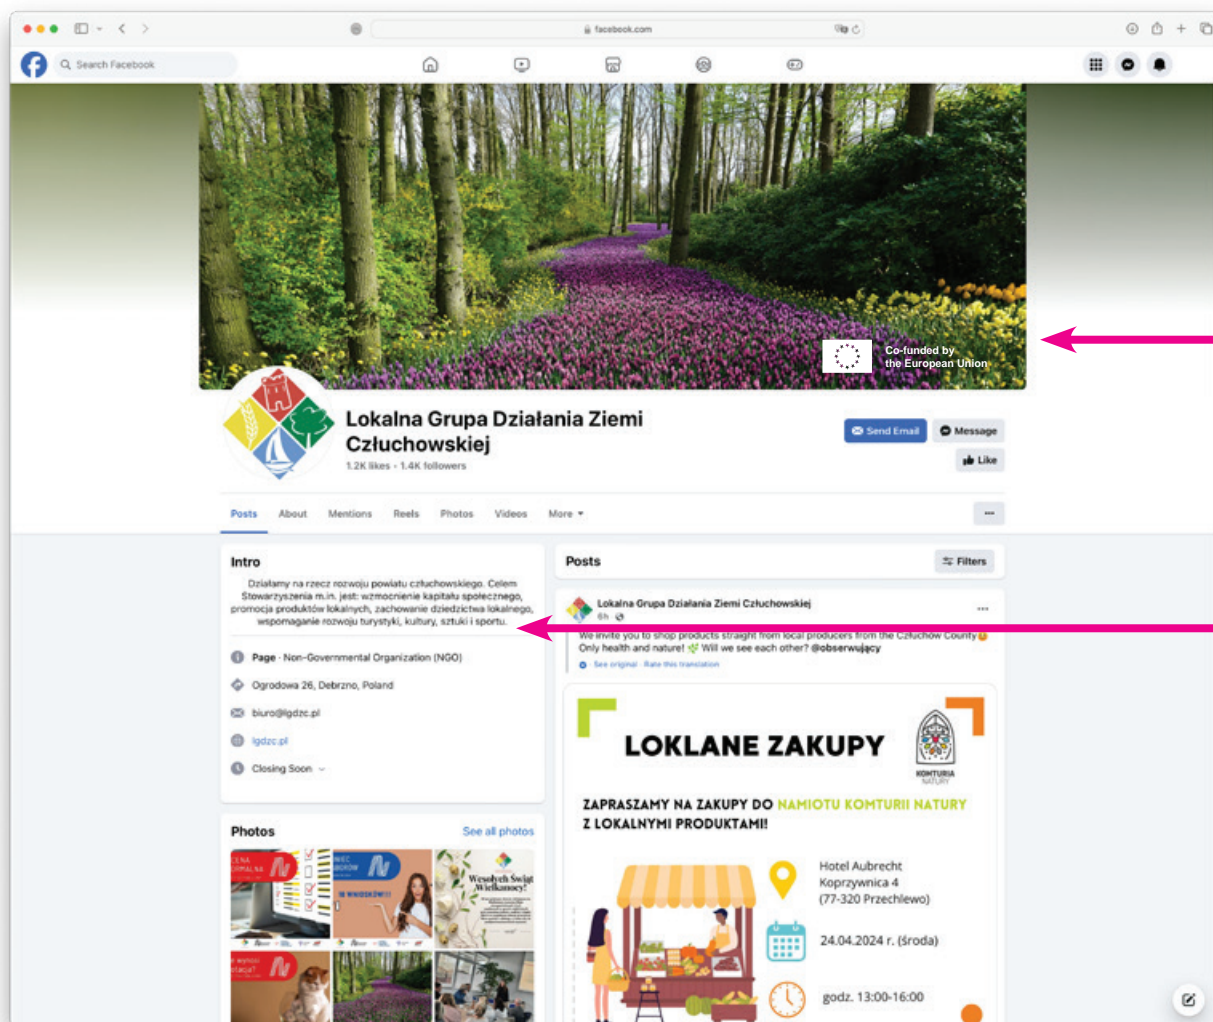 facebook.com
Search Facebook
Co-funded by
the European Union
Lokalna Grupa Działania Ziemi
Człuchowskiej
1.2K likes • 1.4K followers
Send Email
Message
Like
Posts About Mentions Reels Photos Videos More
Intro
Działamy na rzecz rozwoju powiatu człuchowskiego. Celem
Stowarzyszenia m.in. jest: wzmocnienie kapitału społecznego,
promocja produktów lokalnych, zachowanie dziedzictwa lokalnego,
wspomaganie rozwoju turystyki, kultury, sztuki i sportu.
Page · Non-Governmental Organization (NGO)
Ogrodowa 26, Debrzno, Poland
biuro@lgdzc.pl
lgdzc.pl
Closing Soon
Photos
See all photos
Wesołych Świąt
Wielkanocy!
Posts
Filters
Lokalna Grupa Działania Ziemi Człuchowskiej
6h
We invite you to shop products straight from local producers from the Człuchów County
Only health and nature! Will we see each other? @obserwujący
See original · Rate this translation
LOKLANE ZAKUPY
KOMTURIA
NATURY
ZAPRASZAMY NA ZAKUPY DO NAMIOTU KOMTURII NATURY
Z LOKALNYMI PRODUKTAMI!
Hotel Aubrecht
Koprzywnica 4
(77-320 Przechlewo)
24.04.2024 r. (środa)
godz. 13:00-16:00